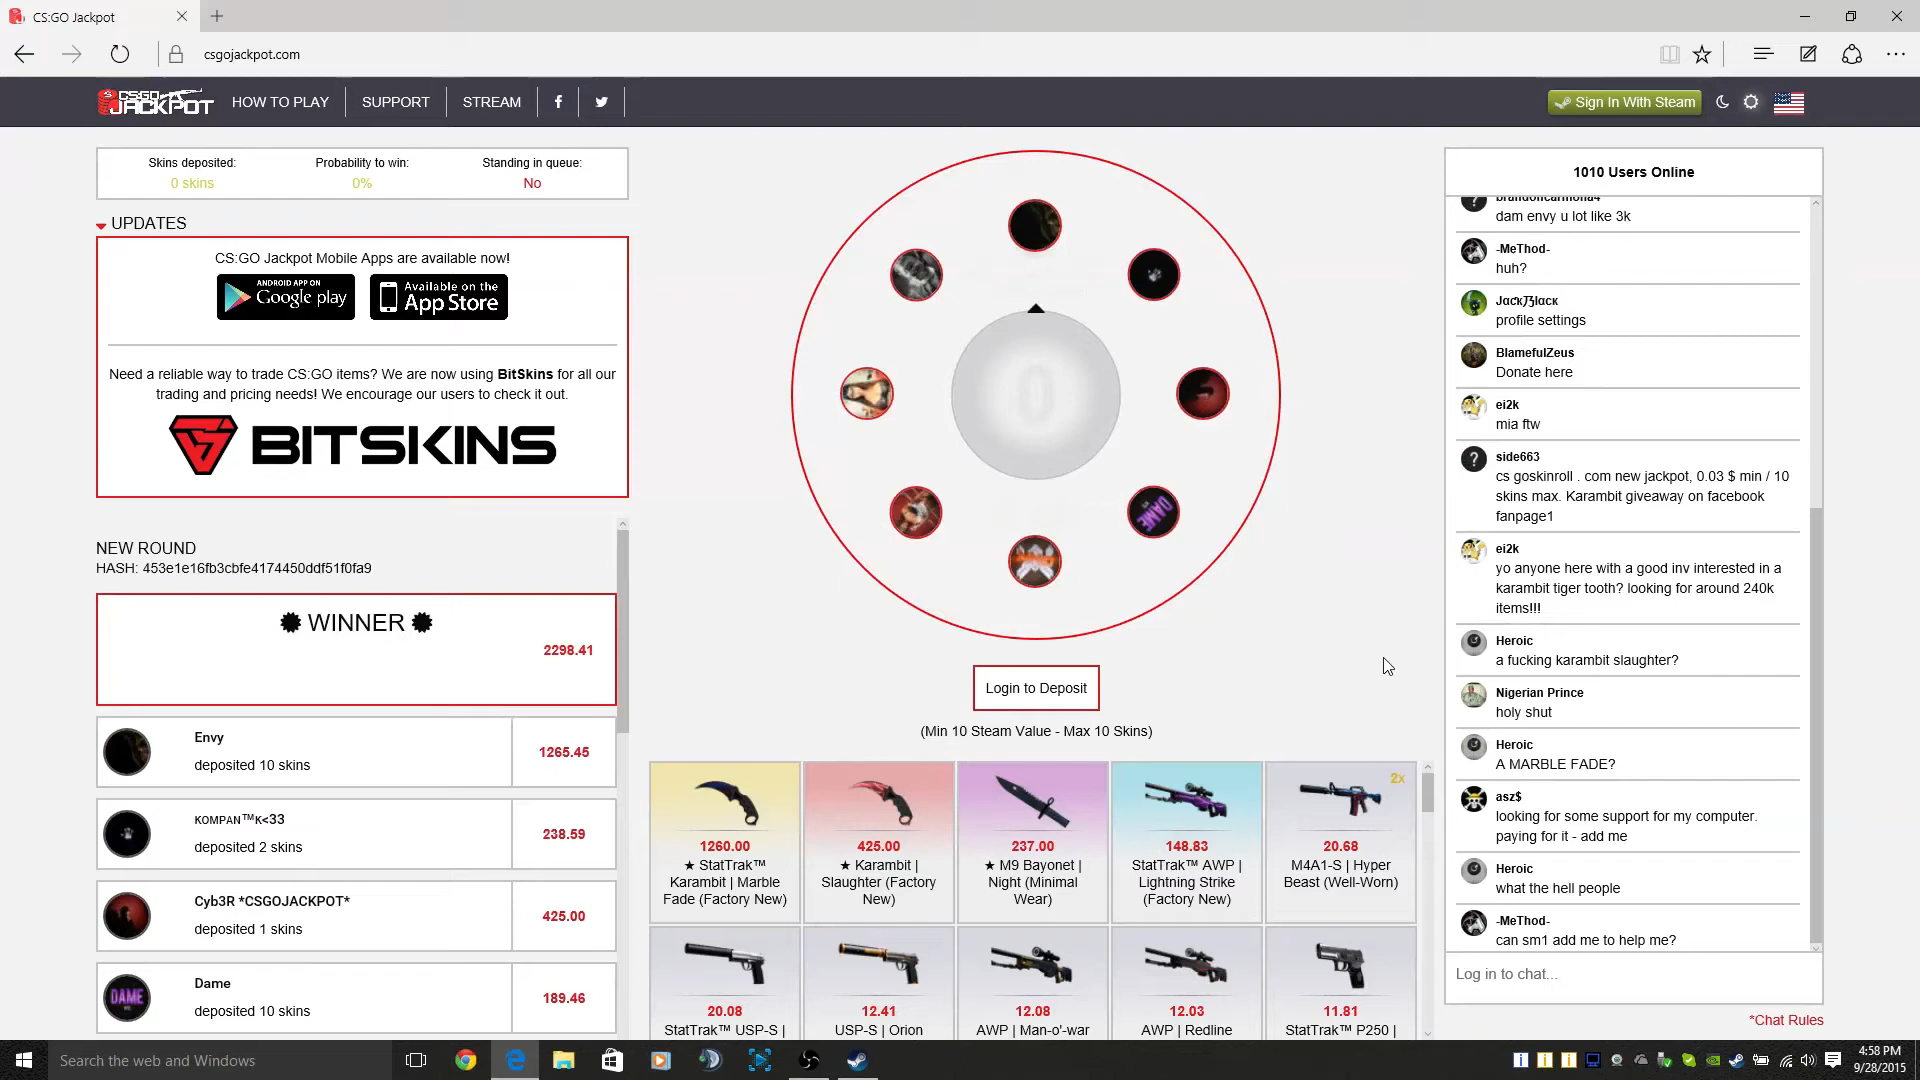 CS:GO Jackpot
csgojackpot.com
CSGO JACKPOT
HOW TO PLAY
SUPPORT
STREAM
Sign In With Steam
Skins deposited:
0 skins
Probability to win:
0%
Standing in queue:
No
UPDATES
CS:GO Jackpot Mobile Apps are available now!
ANDROID APP ON
Google play
Available on the
App Store
Need a reliable way to trade CS:GO items? We are now using BitSkins for all our
trading and pricing needs! We encourage our users to check it out.
BITSKINS
NEW ROUND
HASH: 453e1e16fb3cbfe4174450ddf51f0fa9
WINNER
2298.41
Envy
deposited 10 skins
1265.45
ᴋᴏᴍᴘᴀɴ™ᴋ<33
deposited 2 skins
238.59
Cyb3R *CSGOJACKPOT*
deposited 1 skins
425.00
DAME
Dame
deposited 10 skins
189.46
0
DAME
Login to Deposit
(Min 10 Steam Value - Max 10 Skins)
1260.00
★ StatTrak™
Karambit | Marble
Fade (Factory New)
425.00
★ Karambit |
Slaughter (Factory
New)
237.00
★ M9 Bayonet |
Night (Minimal
Wear)
148.83
StatTrak™ AWP |
Lightning Strike
(Factory New)
2x
20.68
M4A1-S | Hyper
Beast (Well-Worn)
20.08
StatTrak™ USP-S |
12.41
USP-S | Orion
12.08
AWP | Man-o'-war
12.03
AWP | Redline
11.81
StatTrak™ P250 |
1010 Users Online
brandoncarmona4
dam envy u lot like 3k
-MeThod-
huh?
profile settings
BlamefulZeus
Donate here
ei2k
mia ftw
side663
cs goskinroll . com new jackpot, 0.03 $ min / 10
skins max. Karambit giveaway on facebook
fanpage1
ei2k
yo anyone here with a good inv interested in a
karambit tiger tooth? looking for around 240k
items!!!
Heroic
a fucking karambit slaughter?
Nigerian Prince
holy shut
Heroic
A MARBLE FADE?
asz$
looking for some support for my computer.
paying for it - add me
Heroic
what the hell people
-MeThod-
can sm1 add me to help me?
Log in to chat...
*Chat Rules
Search the web and Windows
4:58 PM
9/28/2015